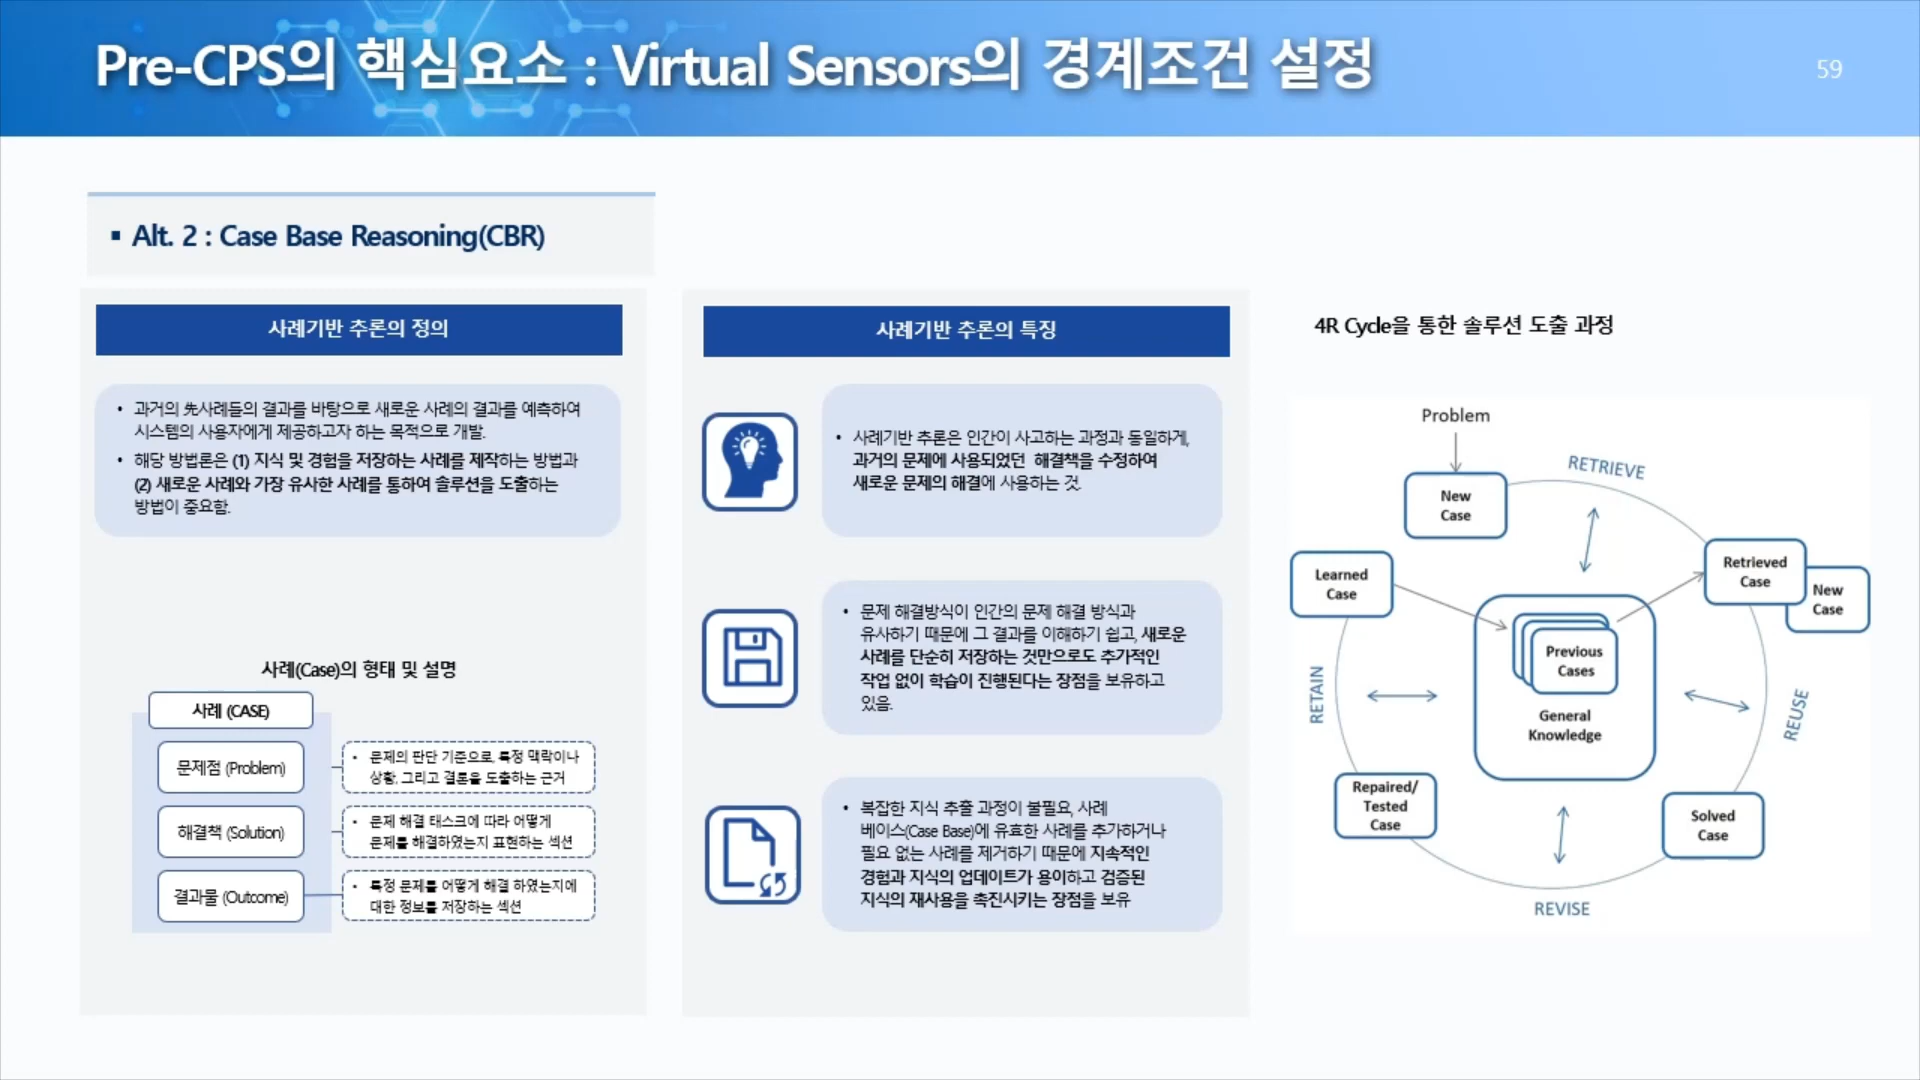 Pre-CPS의 핵심요소 : Virtual Sensors의 경계조건 설정
59
▪ Alt. 2 : Case Base Reasoning(CBR)
사례기반 추론의 정의
• 과거의 先사례들의 결과를 바탕으로 새로운 사례의 결과를 예측하여
시스템의 사용자에게 제공하고자 하는 목적으로 개발.
• 해당 방법론은 (1) 지식 및 경험을 저장하는 사례를 제작하는 방법과
(2) 새로운 사례와 가장 유사한 사례를 통하여 솔루션을 도출하는
방법이 중요함.
사례(Case)의 형태 및 설명
사례 (CASE)
문제점 (Problem)
• 문제의 판단 기준으로, 특정 맥락이나
상황, 그리고 결론을 도출하는 근거
해결책 (Solution)
• 문제 해결 태스크에 따라 어떻게
문제를 해결하였는지 표현하는 섹션
결과물 (Outcome)
• 특정 문제를 어떻게 해결 하였는지에
대한 정보를 저장하는 섹션
사례기반 추론의 특징
• 사례기반 추론은 인간이 사고하는 과정과 동일하게,
과거의 문제에 사용되었던 해결책을 수정하여
새로운 문제의 해결에 사용하는 것.
• 문제 해결방식이 인간의 문제 해결 방식과
유사하기 때문에 그 결과를 이해하기 쉽고, 새로운
사례를 단순히 저장하는 것만으로도 추가적인
작업 없이 학습이 진행된다는 장점을 보유하고
있음.
• 복잡한 지식 추출 과정이 불필요, 사례
베이스(Case Base)에 유효한 사례를 추가하거나
필요 없는 사례를 제거하기 때문에 지속적인
경험과 지식의 업데이트가 용이하고 검증된
지식의 재사용을 촉진시키는 장점을 보유
4R Cycle을 통한 솔루션 도출 과정
Problem
RETRIEVE
New
Case
Retrieved
Case
New
Case
Learned
Case
Previous
Cases
General
Knowledge
RETAIN
REUSE
Repaired/
Tested
Case
Solved
Case
REVISE